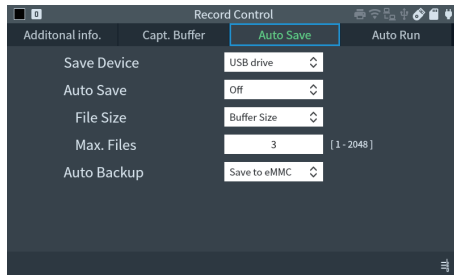 0 Record Control
Additonal info. Capt. Buffer Auto Save Auto Run
Save Device USB drive
Auto Save Off
File Size Buffer Size
Max. Files 3 [ 1 - 2048 ]
Auto Backup Save to eMMC